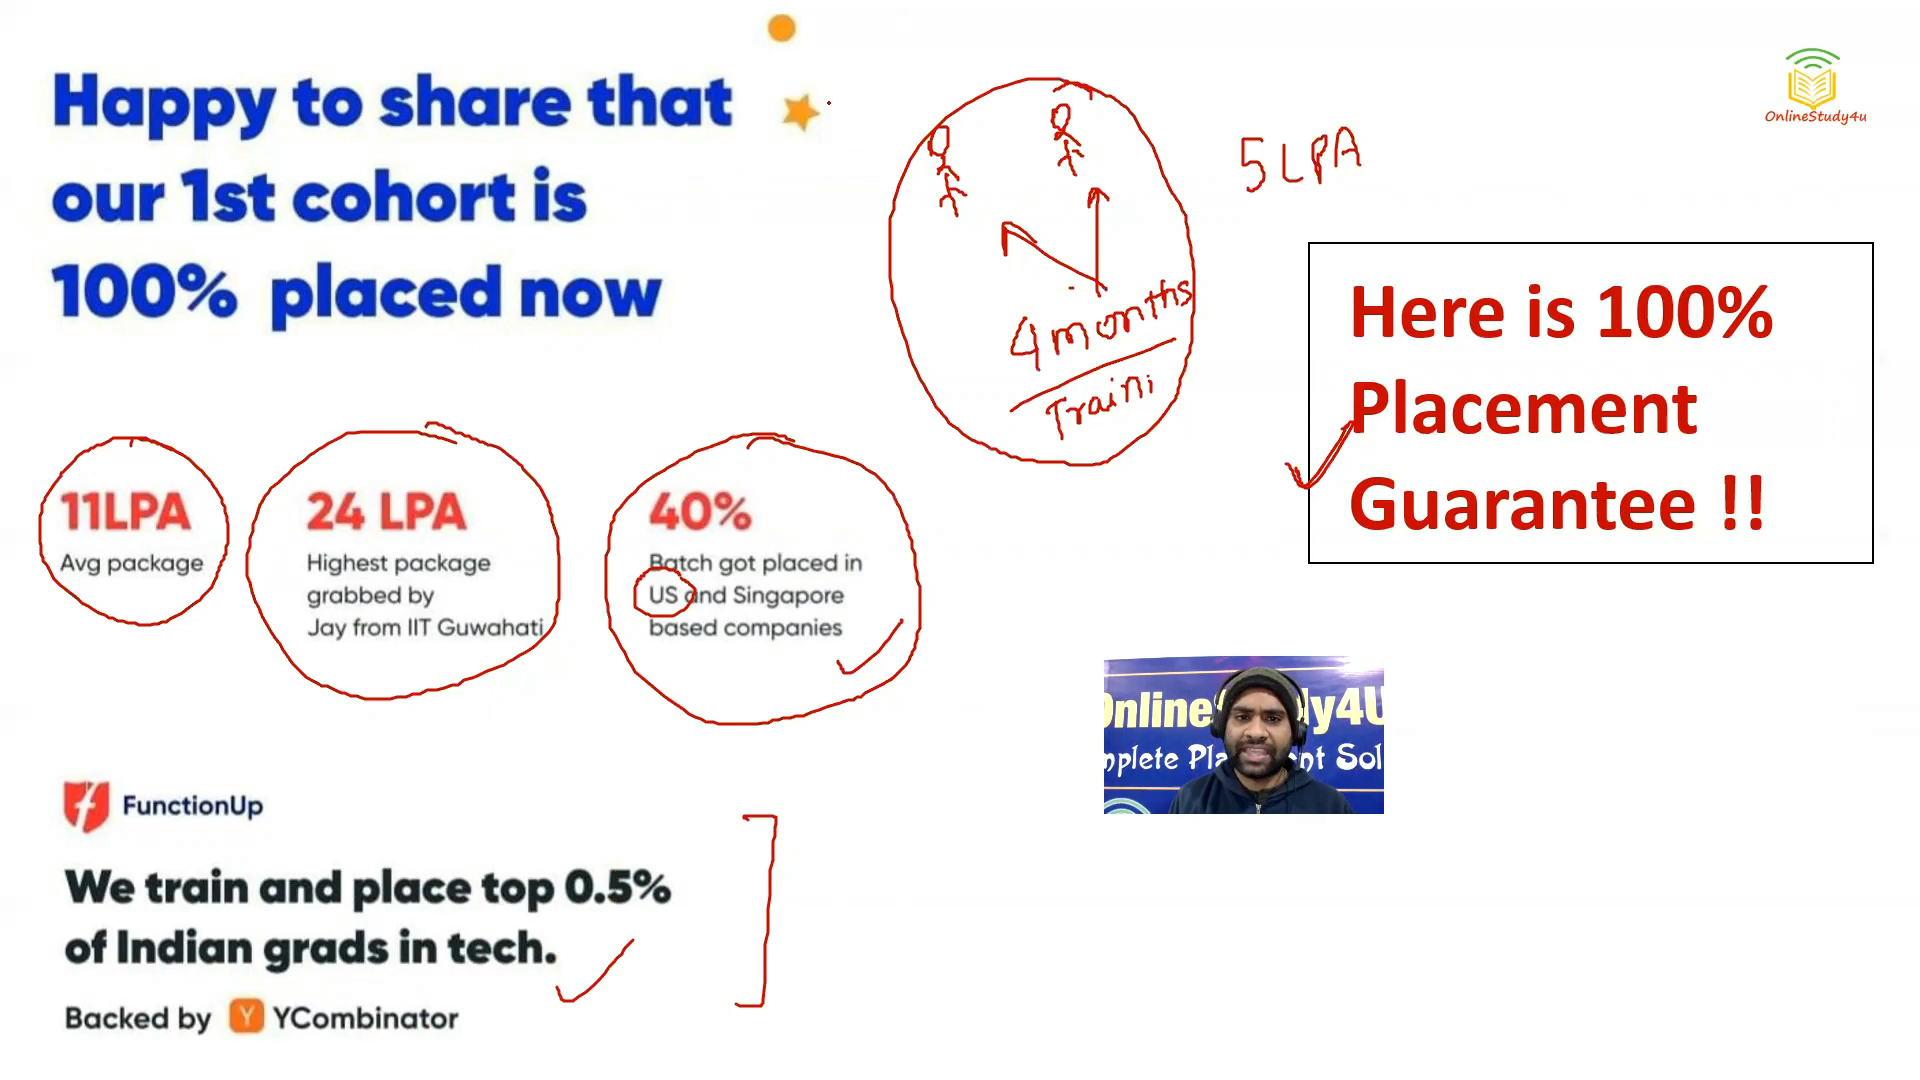 Happy to share that
our 1st cohort is
100% placed now
11LPA
Avg package
24 LPA
Highest package
grabbed by
Jay from IIT Guwahati
40%
Batch got placed in
US and Singapore
based companies
FunctionUp
We train and place top 0.5%
of Indian grads in tech.
Backed by Y YCombinator
4 months
Traini
5 LPA
OnlineStudy4u
Here is 100%
Placement
Guarantee !!